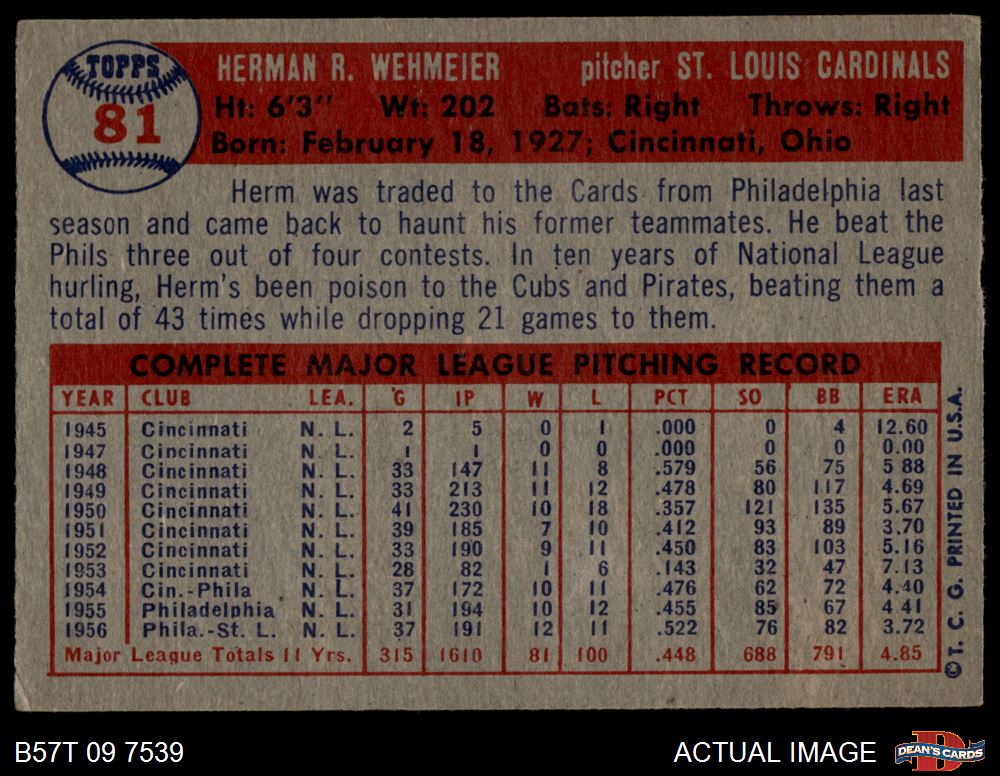 TOPPS
81
HERMAN R. WEHMEIER pitcher ST. LOUIS CARDINALS
Ht: 6'3" Wt: 202 Bats: Right Throws: Right
Born: February 18, 1927; Cincinnati, Ohio
Herm was traded to the Cards from Philadelphia last
season and came back to haunt his former teammates. He beat the
Phils three out of four contests. In ten years of National League
hurling, Herm's been poison to the Cubs and Pirates, beating them a
total of 43 times while dropping 21 games to them.
COMPLETE MAJOR LEAGUE PITCHING RECORD
YEAR CLUB LEA. G IP W L PCT SO BB ERA
1945 Cincinnati N. L. 2 5 0 1 .000 0 4 12.60
1947 Cincinnati N. L. 1 1 0 0 .000 0 0 0.00
1948 Cincinnati N. L. 33 147 11 8 .579 56 75 5 88
1949 Cincinnati N. L. 33 213 11 12 .478 80 117 4.69
1950 Cincinnati N. L. 41 230 10 18 .357 121 135 5.67
1951 Cincinnati N. L. 39 185 7 10 .412 93 89 3.70
1952 Cincinnati N. L. 33 190 9 11 .450 83 103 5.16
1953 Cincinnati N. L. 28 82 1 6 .143 32 47 7.13
1954 Cin.-Phila N. L. 37 172 10 11 .476 62 72 4.40
1955 Philadelphia N. L. 31 194 10 12 .455 85 67 4.41
1956 Phila.-St. L. N. L. 37 191 12 11 .522 76 82 3.72
Major League Totals 11 Yrs. 315 1610 81 100 .448 688 791 4.85
© T. C. G. PRINTED IN U.S.A.
B57T 09 7539 ACTUAL IMAGE DEAN'S CARDS